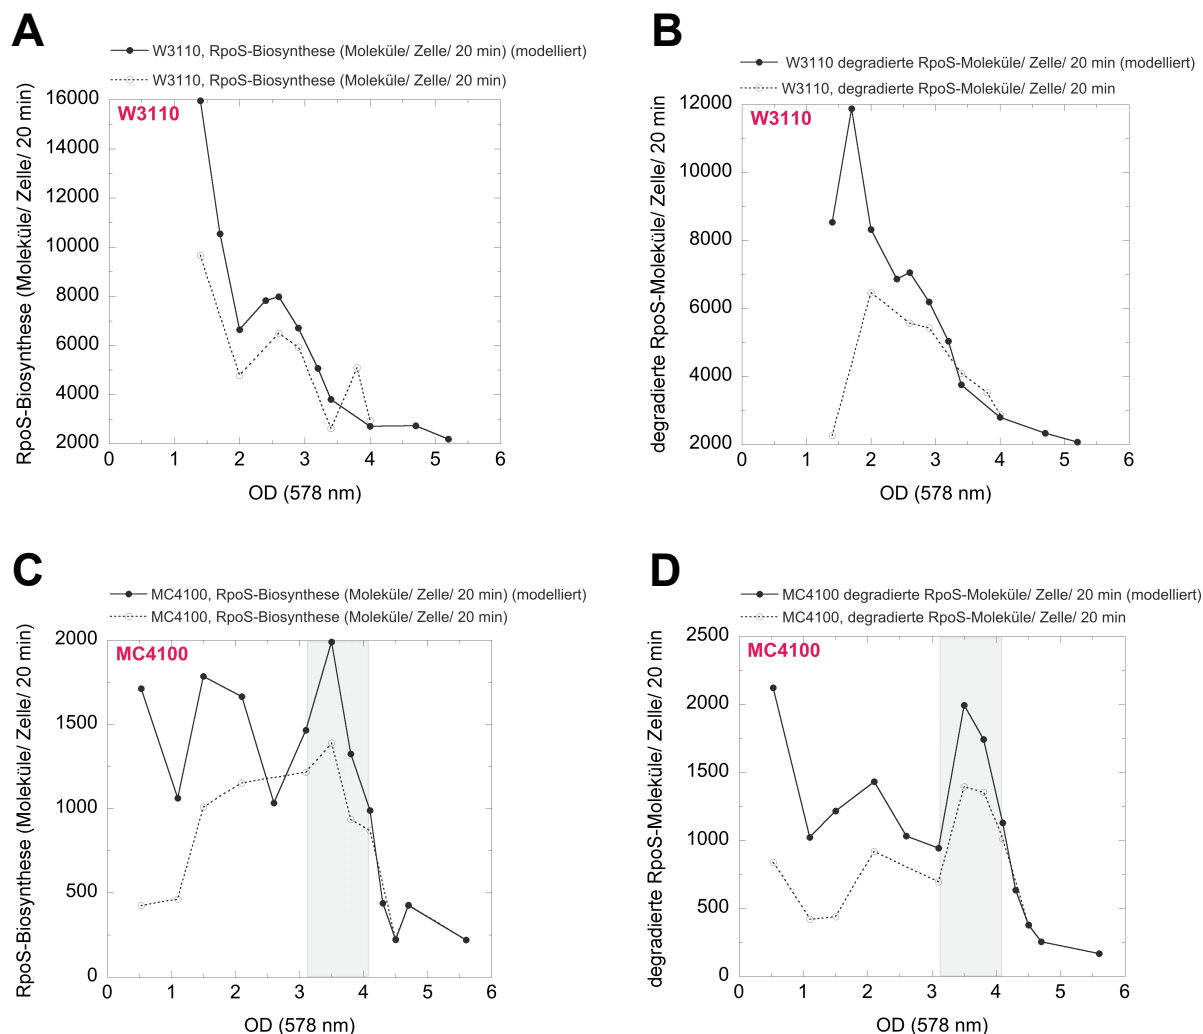 A
W3110, RpoS-Biosynthese (Moleküle/ Zelle/ 20 min) (modelliert)
W3110, RpoS-Biosynthese (Moleküle/ Zelle/ 20 min)
W3110
RpoS-Biosynthese (Moleküle/ Zelle/ 20 min)
16000
14000
12000
10000
8000
6000
4000
2000
0 1 2 3 4 5 6
OD (578 nm)
B
W3110 degradierte RpoS-Moleküle/ Zelle/ 20 min (modelliert)
W3110, degradierte RpoS-Moleküle/ Zelle/ 20 min
W3110
degradierte RpoS-Moleküle/ Zelle/ 20 min
12000
10000
8000
6000
4000
2000
0 1 2 3 4 5 6
OD (578 nm)
C
MC4100, RpoS-Biosynthese (Moleküle/ Zelle/ 20 min) (modelliert)
MC4100, RpoS-Biosynthese (Moleküle/ Zelle/ 20 min)
MC4100
RpoS-Biosynthese (Moleküle/ Zelle/ 20 min)
2000
1500
1000
500
0
0 1 2 3 4 5 6
OD (578 nm)
D
MC4100 degradierte RpoS-Moleküle/ Zelle/ 20 min (modelliert)
MC4100, degradierte RpoS-Moleküle/ Zelle/ 20 min
MC4100
degradierte RpoS-Moleküle/ Zelle/ 20 min
2500
2000
1500
1000
500
0
0 1 2 3 4 5 6
OD (578 nm)